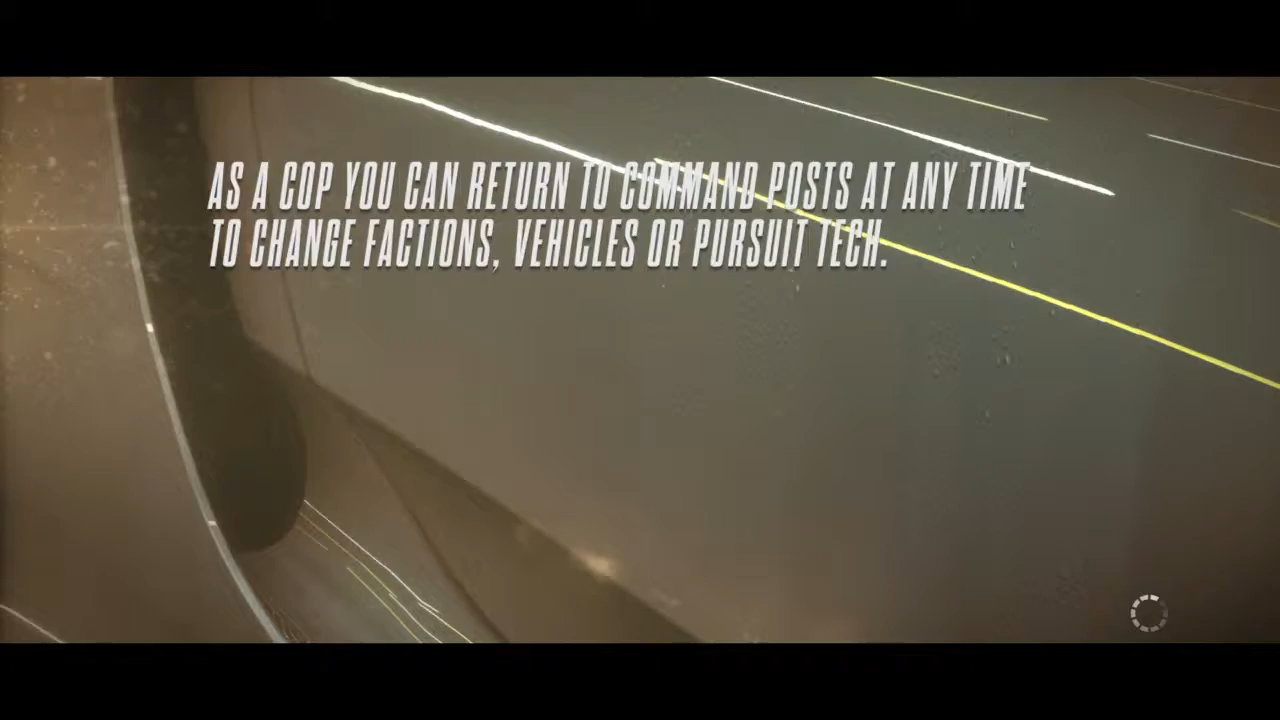 AS A COP YOU CAN RETURN TO COMMAND POSTS AT ANY TIME
TO CHANGE FACTIONS, VEHICLES OR PURSUIT TECH.